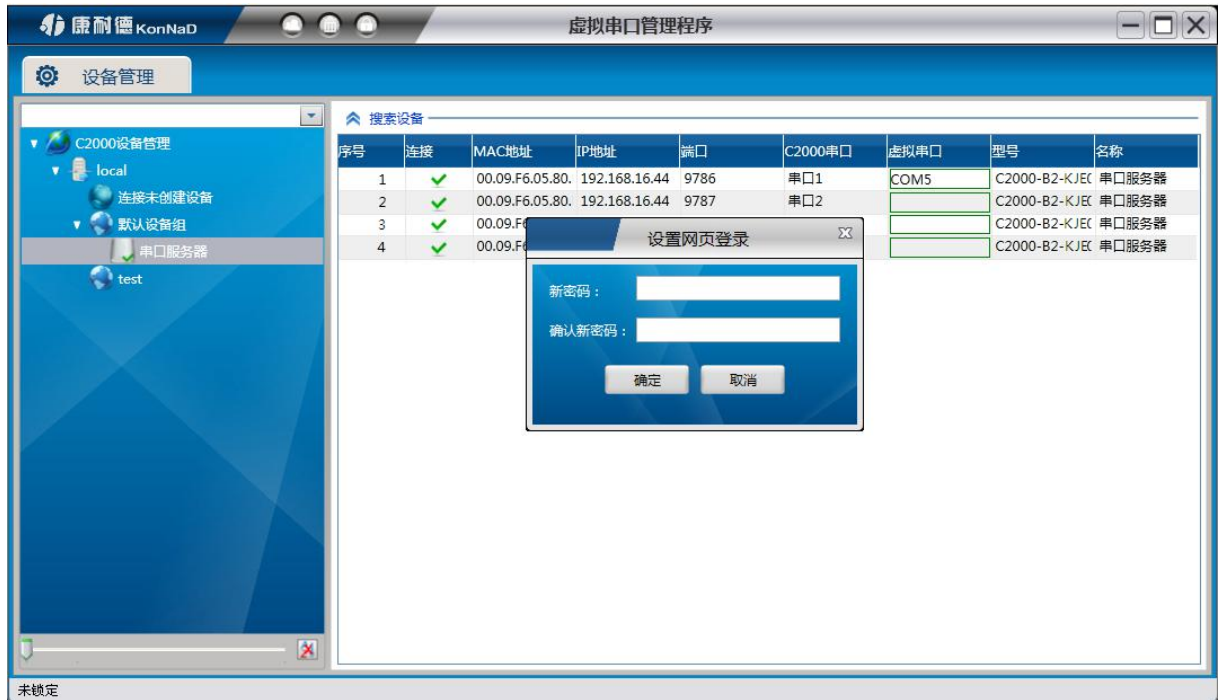 康耐德 KonNaD
虚拟串口管理程序
设备管理
C2000设备管理
local
连接未创建设备
默认设备组
串口服务器
test
搜索设备
序号 连接 MAC地址 IP地址 端口 C2000串口 虚拟串口 型号 名称
1 00.09.F6.05.80. 192.168.16.44 9786 串口1 COM5 C2000-B2-KJE 串口服务器
2 00.09.F6.05.80. 192.168.16.44 9787 串口2 C2000-B2-KJE 串口服务器
3 00.09.F6 C2000-B2-KJE 串口服务器
4 00.09.F6 C2000-B2-KJE 串口服务器
设置网页登录
新密码：
确认新密码：
确定 取消
未锁定